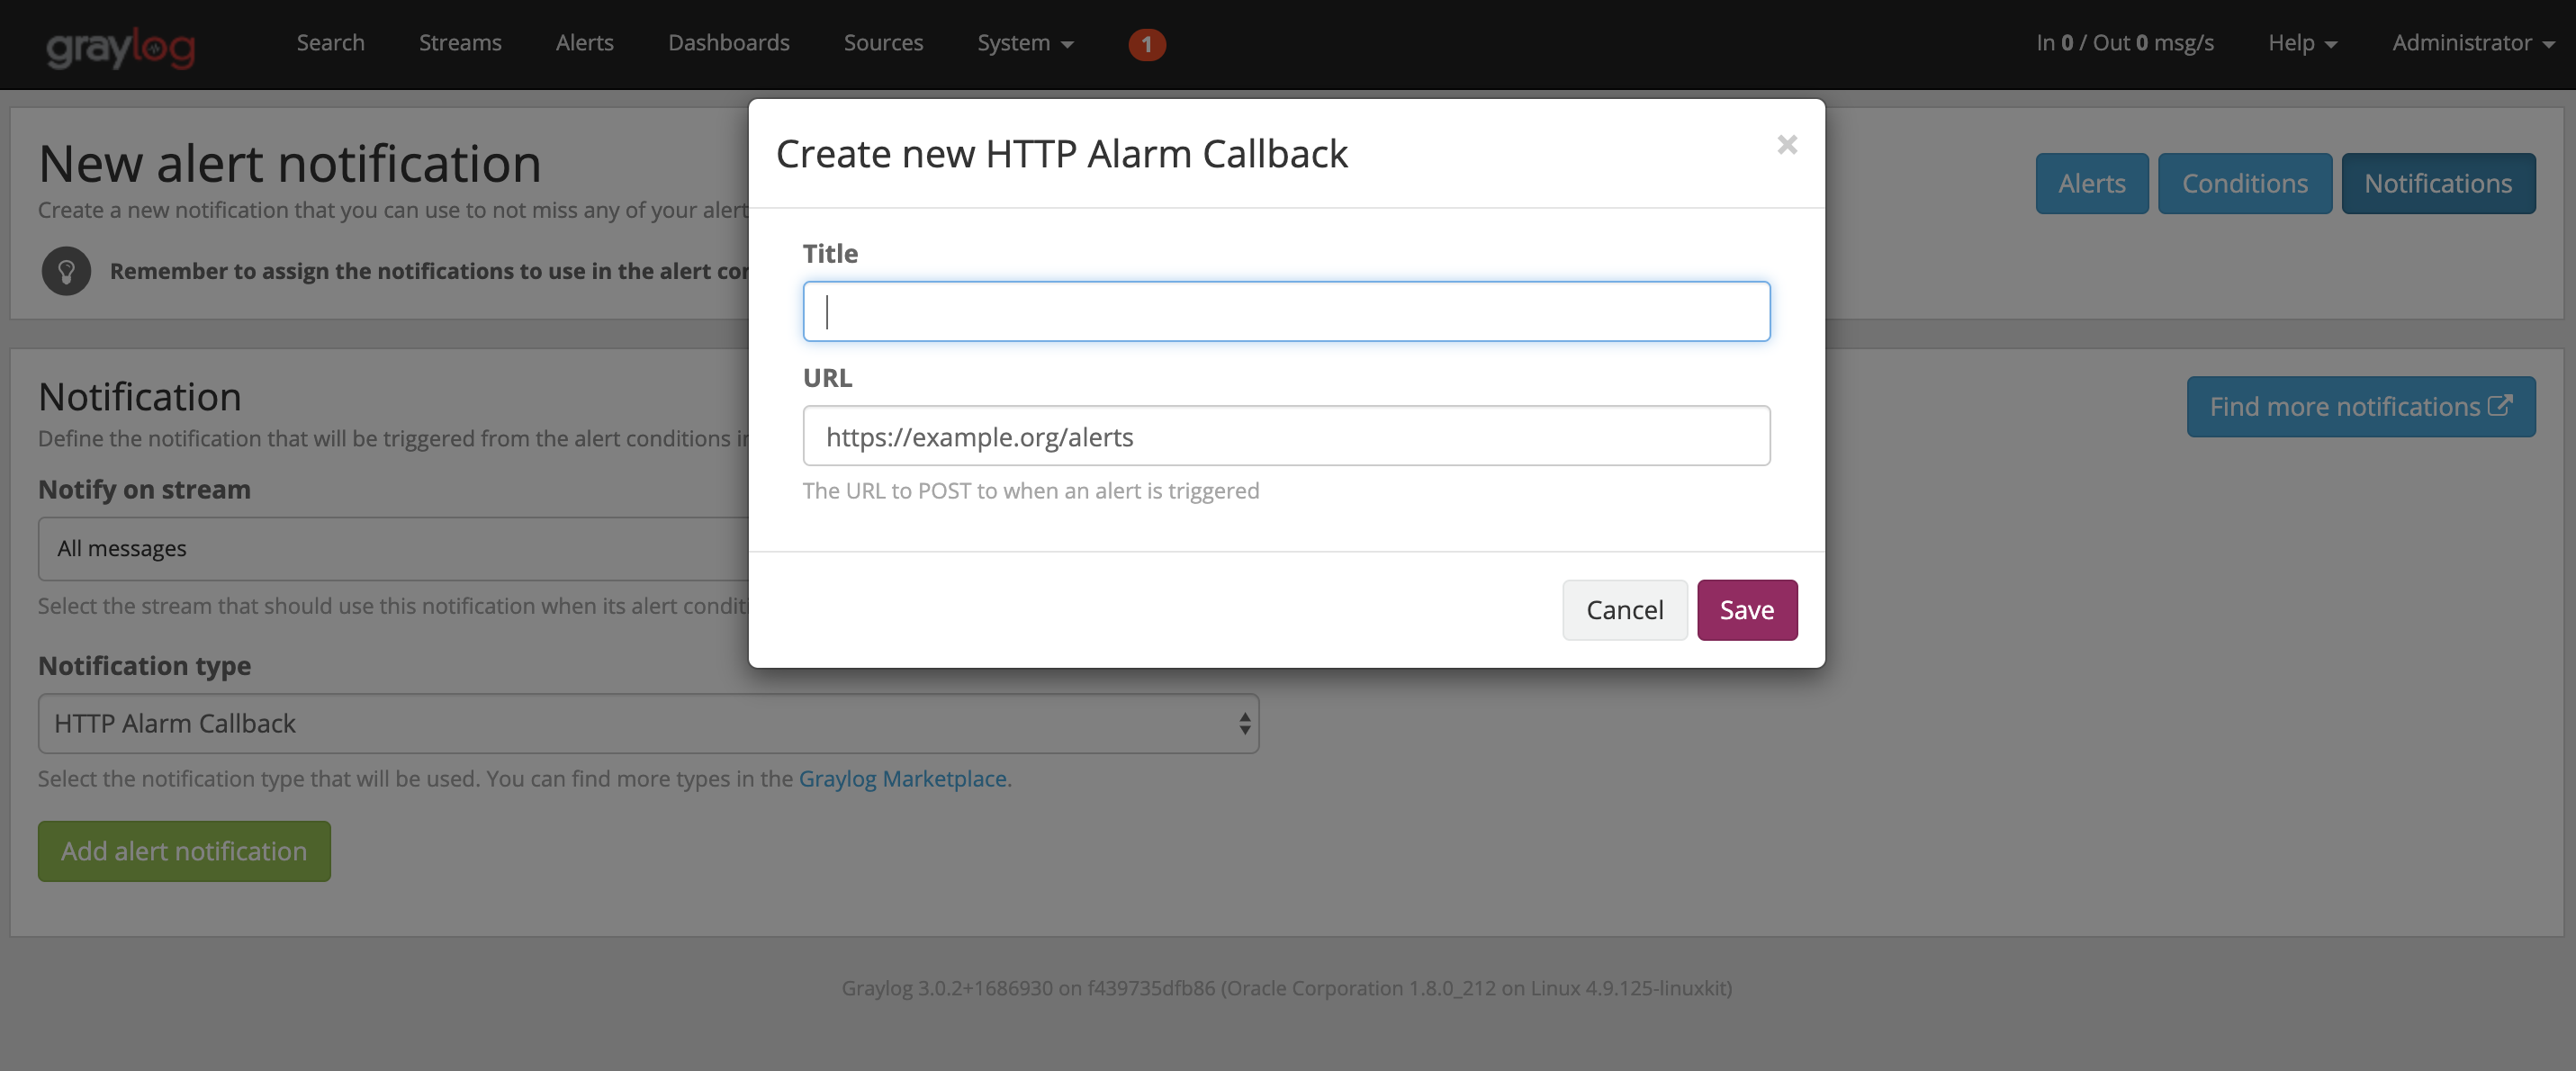 graylog
Search Streams Alerts Dashboards Sources System 1 In 0 / Out 0 msg/s Help Administrator
Create new HTTP Alarm Callback ×
New alert notification
Create a new notification that you can use to not miss any of your alert
Remember to assign the notifications to use in the alert
Alerts Conditions Notifications
Title
URL
https://example.org/alerts
The URL to POST to when an alert is triggered
Cancel Save
Notification
Define the notification that will be triggered from the alert conditions
Find more notifications
Notify on stream
All messages
Select the stream that should use this notification when its alert
Notification type
HTTP Alarm Callback
Select the notification type that will be used. You can find more types in the Graylog Marketplace.
Add alert notification
Graylog 3.0.2+1686930 on f439735dfb86 (Oracle Corporation 1.8.0_212 on Linux 4.9.125-linuxkit)